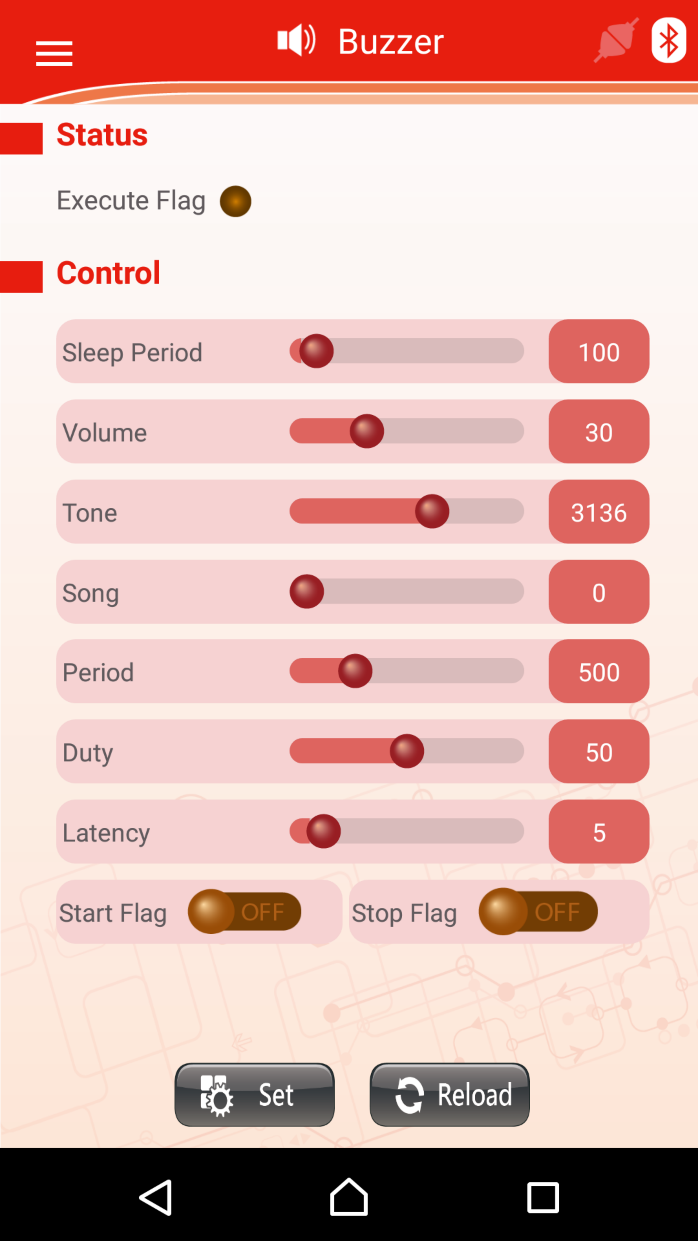 Buzzer
Status
Execute Flag
Control
Sleep Period 100
Volume 30
Tone 3136
Song 0
Period 500
Duty 50
Latency 5
Start Flag OFF Stop Flag OFF
Set Reload